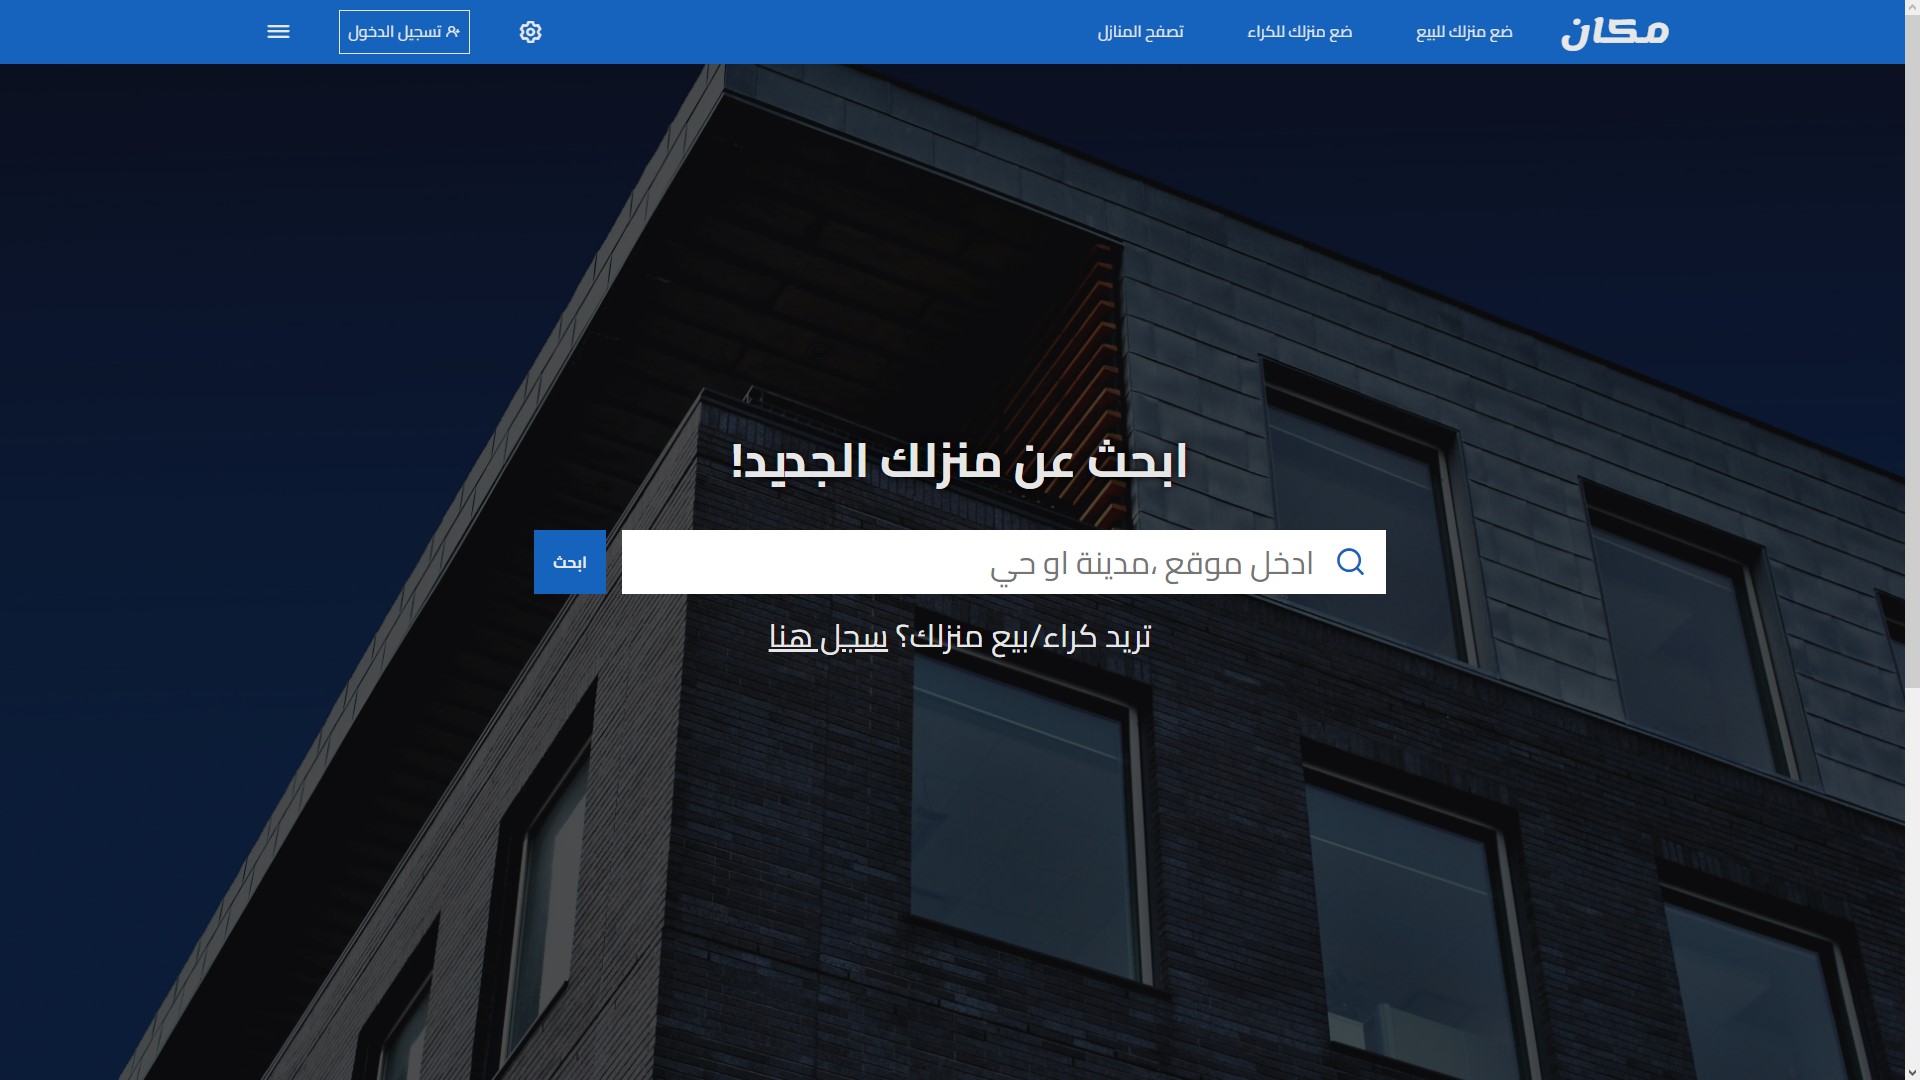 مكان
ضع منزلك للبيع
ضع منزلك للكراء
تصفح المنازل
تسجيل الدخول
ابحث عن منزلك الجديد!
ادخل موقع ،مدينة او حي
ابحث
تريد كراء/بيع منزلك؟ سجل هنا